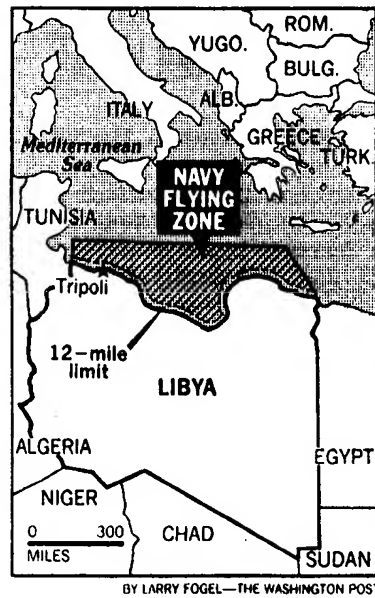 ROM.
YUGO.
BULG.
ITALY
ALB.
GREECE
TURK.
Mediterranean
Sea
NAVY
FLYING
ZONE
TUNISIA
Tripoli
12-mile
limit
LIBYA
ALGERIA
EGYPT
NIGER
CHAD
SUDAN
0 300
MILES
BY LARRY FOGEL—THE WASHINGTON POST